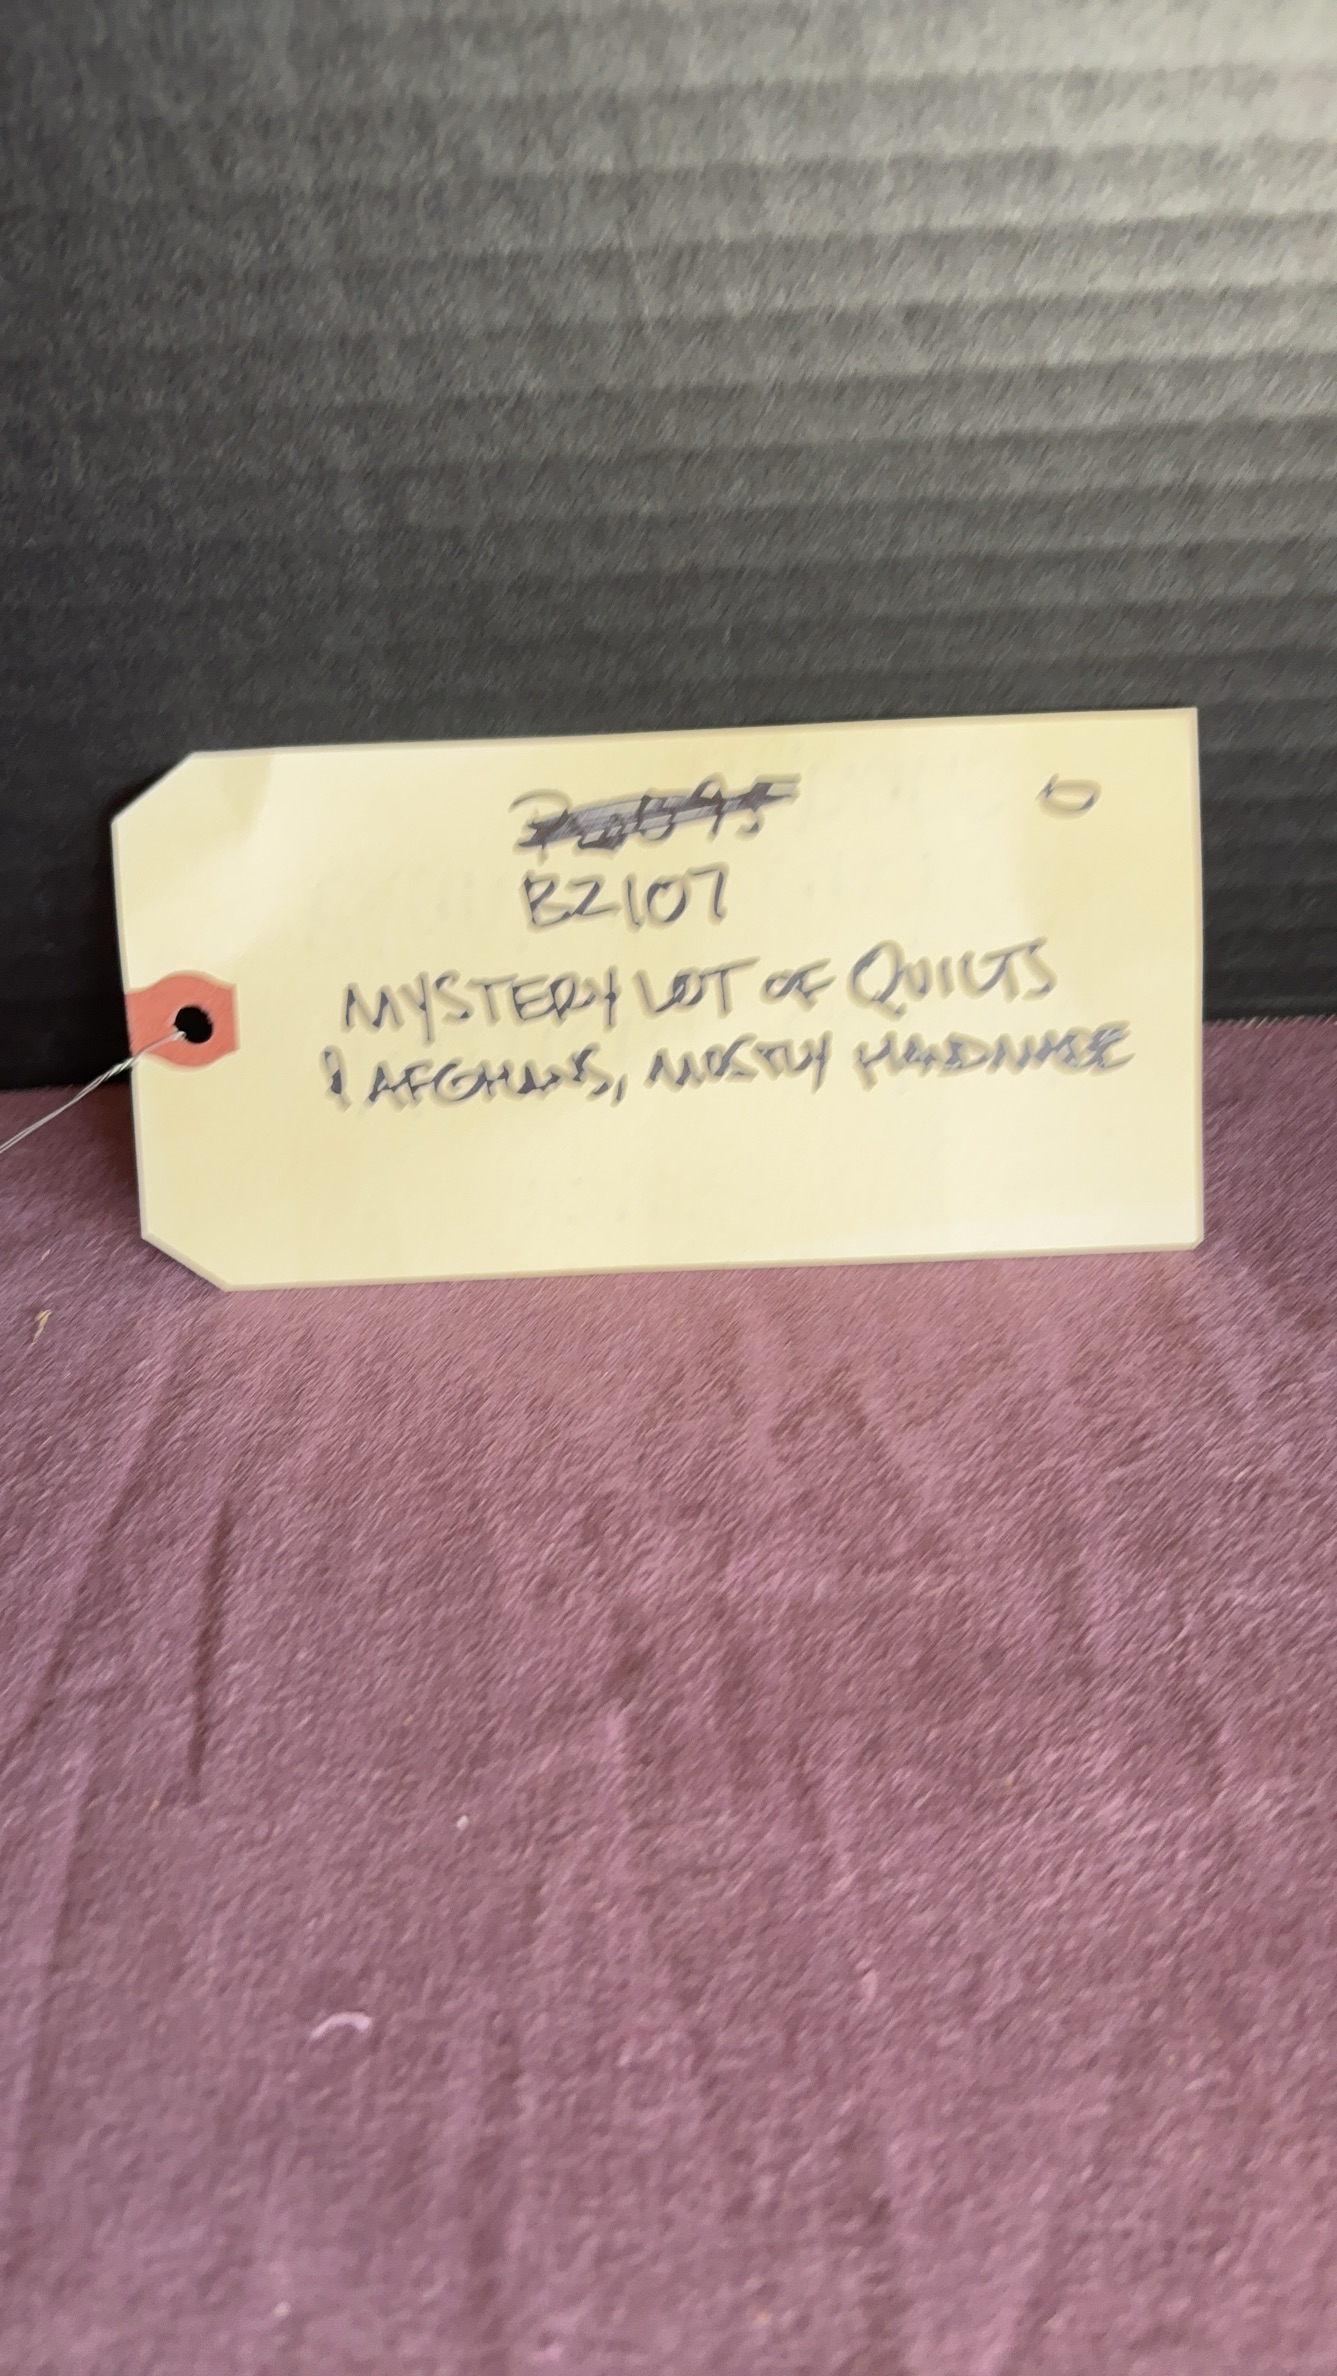 BZ107
MYSTERY LOT OF QUILTS
& AFGHANS, MOSTLY HANDMADE